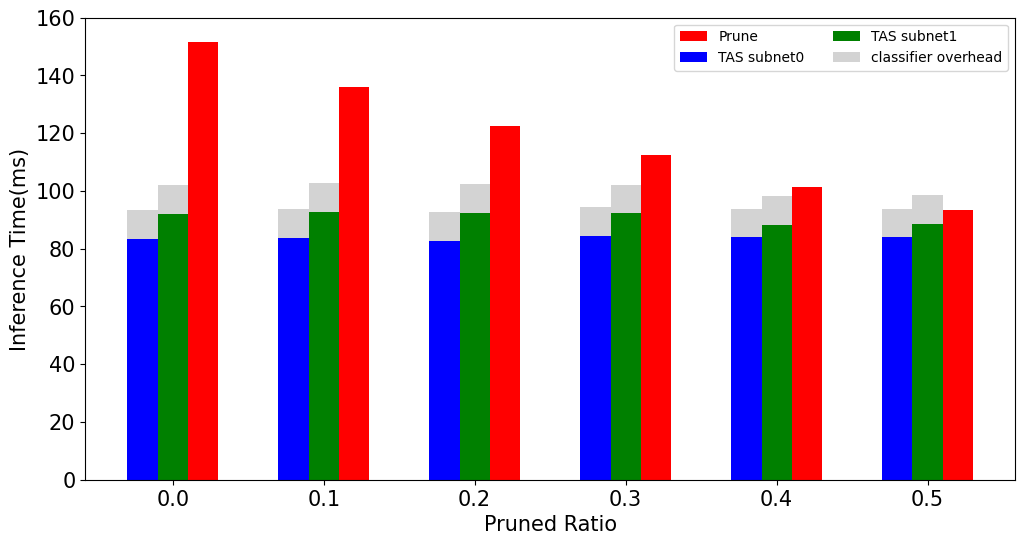 160
140
120
100
80
60
40
20
0
Inference Time(ms)
Prune
TAS subnet0
TAS subnet1
classifier overhead
0.0 0.1 0.2 0.3 0.4 0.5
Pruned Ratio